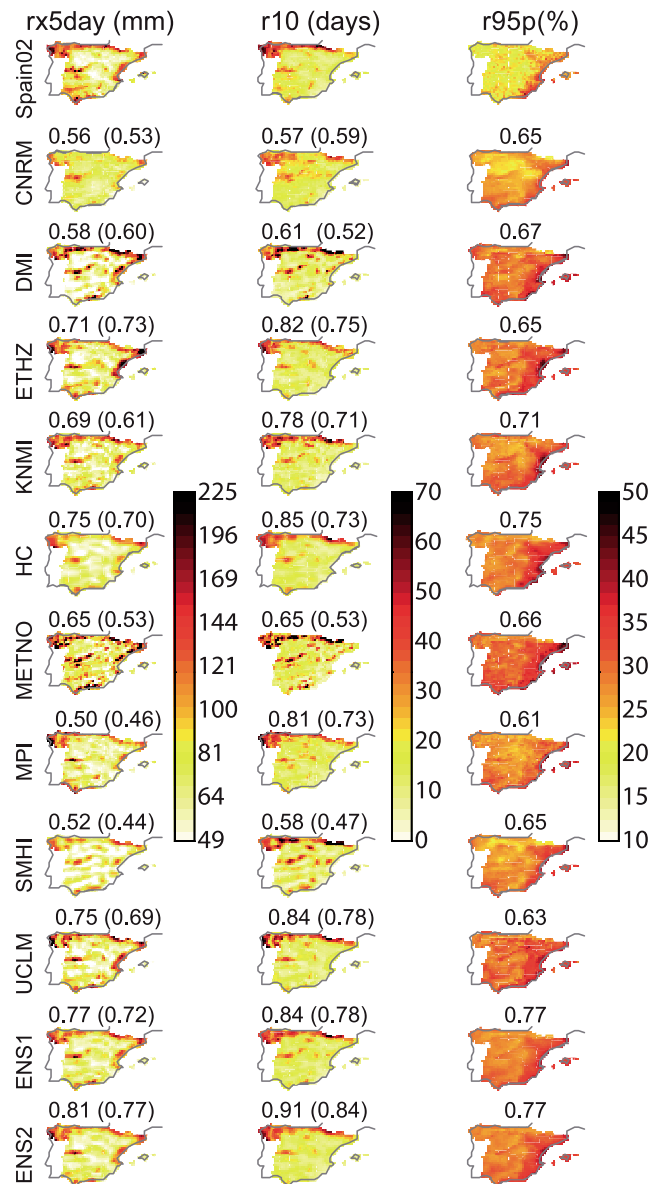 rx5day (mm) r10 (days) r95p(%)
Spain02
0.56 (0.53) 0.57 (0.59) 0.65
CNRM
0.58 (0.60) 0.61 (0.52) 0.67
DMI
0.71 (0.73) 0.82 (0.75) 0.65
ETHZ
0.69 (0.61) 0.78 (0.71) 0.71
KNMI
225 70 50
0.75 (0.70) 0.85 (0.73) 0.75
196 60 45
HC
169 50 40
144
0.65 (0.53) 0.65 (0.53) 0.66
121 40 35
METNO
100 30 30
0.50 (0.46) 0.81 (0.73) 0.61
81 20 25
MPI
64 10 20
15
0.52 (0.44) 0.58 (0.47) 0.65
49 0 10
SMHI
0.75 (0.69) 0.84 (0.78) 0.63
UCLM
0.77 (0.72) 0.84 (0.78) 0.77
ENS1
0.81 (0.77) 0.91 (0.84) 0.77
ENS2